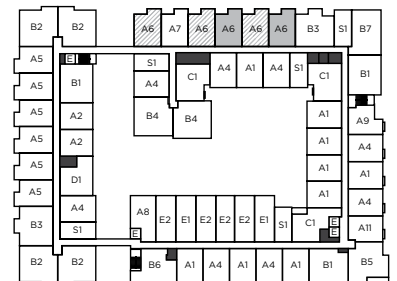 B2 B2 A6 A7 A6 A6 A6 A6 B3 S1 B7
A5 E S1 C1 A4 A1 A4 S1 C1 B1
A5 B1 A4
A5 A2 B4 B4 A1 A9
A5 A2 A1 A4
A5 D1 A1 A1
A5 A4 A8 E2 E1 E2 E2 E2 E1 A1 A4
B3 S1 E S1 C1 E E A11
B2 B2 B6 A1 A4 A1 A4 A1 B1 B5